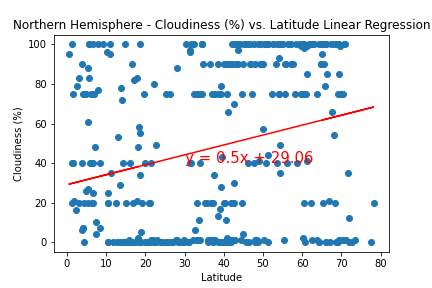 Northern Hemisphere - Cloudiness (%) vs. Latitude Linear Regression
100
80
60
40
20
0
Cloudiness (%)
y = 0.5x + 29.06
0 10 20 30 40 50 60 70 80
Latitude